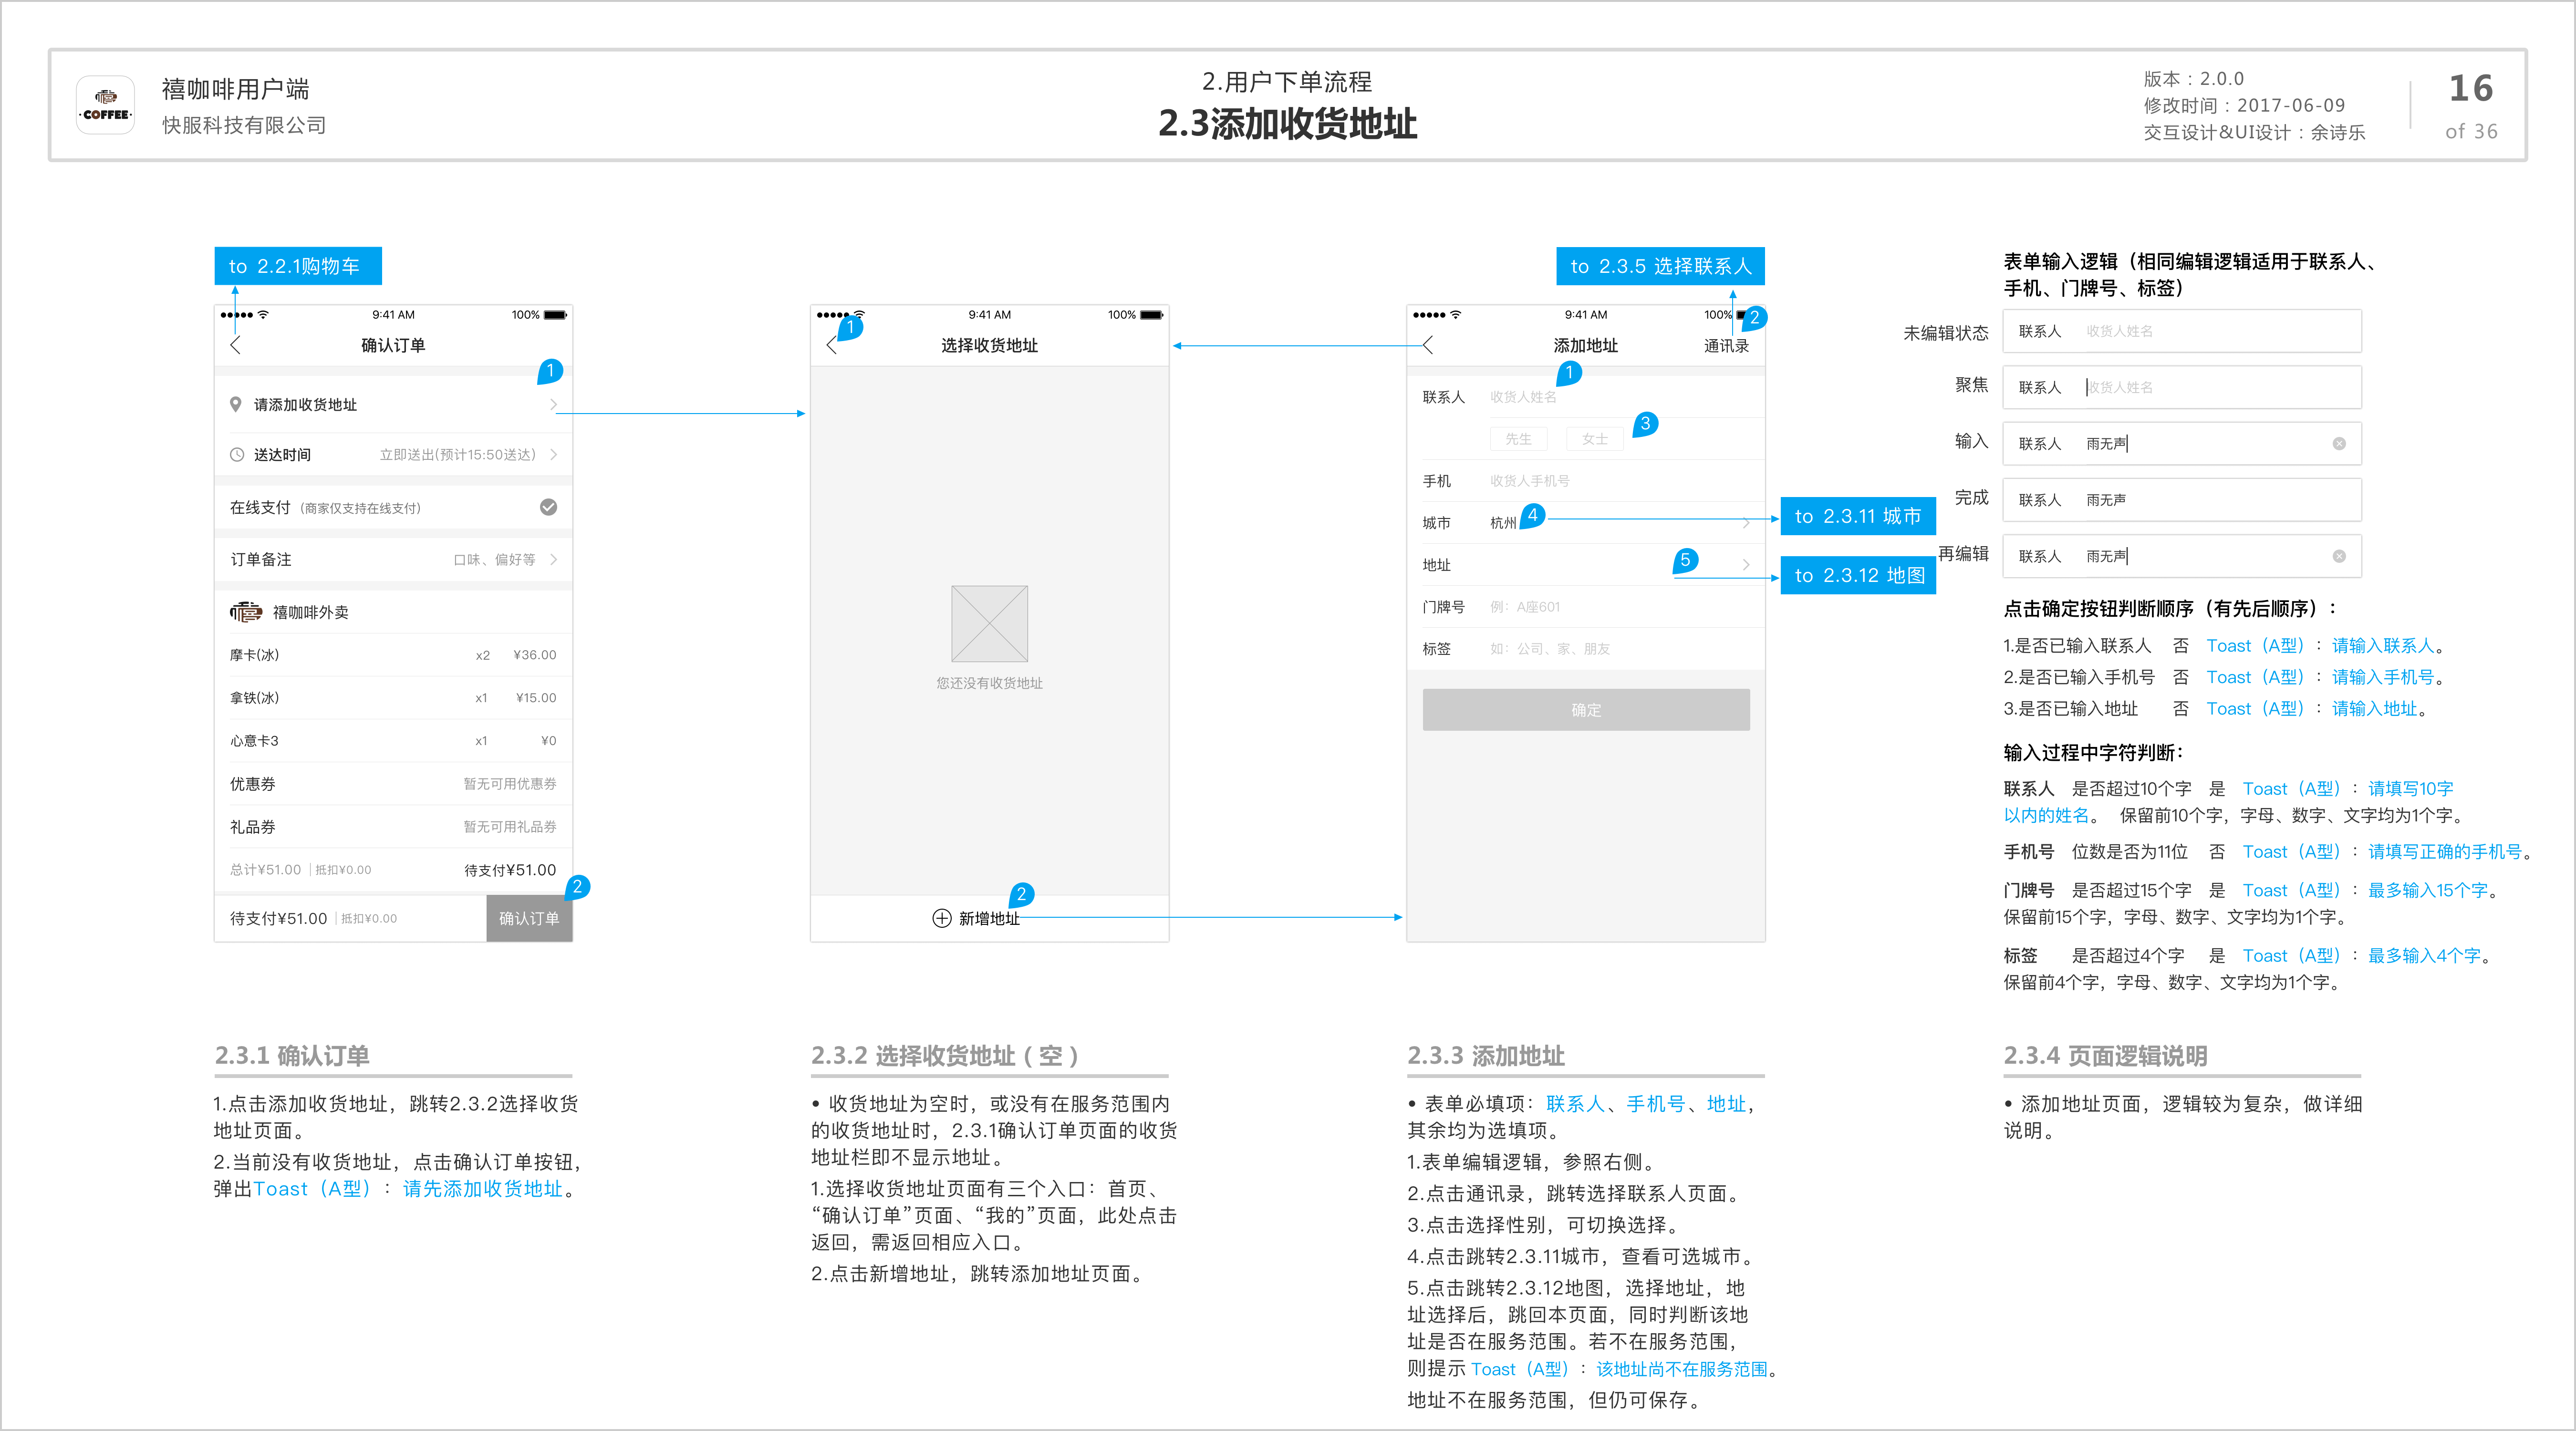 COFFEE
禧咖啡用户端
快服科技有限公司
2.用户下单流程
2.3添加收货地址
版本：2.0.0
修改时间：2017-06-09
交互设计&UI设计：余诗乐
16
of 36
to 2.2.1购物车
9:41 AM
100%
确认订单
1
请添加收货地址
送达时间
立即送出(预计15:50送达)
在线支付 (商家仅支持在线支付)
订单备注
口味、偏好等
禧咖啡外卖
摩卡(冰) x2 ¥36.00
拿铁(冰) x1 ¥15.00
心意卡3 x1 ¥0
优惠券 暂无可用优惠券
礼品券 暂无可用礼品券
总计¥51.00 | 抵扣¥0.00 待支付¥51.00
2
待支付¥51.00 | 抵扣¥0.00 确认订单
9:41 AM
100%
1
选择收货地址
您还没有收货地址
2
新增地址
to 2.3.5 选择联系人
9:41 AM
100%
2
添加地址
通讯录
1
联系人 收货人姓名
先生 女士
3
手机 收货人手机号
城市 杭州
4
to 2.3.11 城市
地址
5
to 2.3.12 地图
门牌号 例：A座601
标签 如：公司、家、朋友
确定
表单输入逻辑（相同编辑逻辑适用于联系人、
手机、门牌号、标签）
未编辑状态 联系人 收货人姓名
聚焦 联系人 收货人姓名
输入 联系人 雨无声
完成 联系人 雨无声
再编辑 联系人 雨无声
点击确定按钮判断顺序（有先后顺序）：
1.是否已输入联系人 否 Toast（A型）：请输入联系人。
2.是否已输入手机号 否 Toast（A型）：请输入手机号。
3.是否已输入地址 否 Toast（A型）：请输入地址。
输入过程中字符判断：
联系人 是否超过10个字 是 Toast（A型）：请填写10字
以内的姓名。 保留前10个字，字母、数字、文字均为1个字。
手机号 位数是否为11位 否 Toast（A型）：请填写正确的手机号。
门牌号 是否超过15个字 是 Toast（A型）：最多输入15个字。
保留前15个字，字母、数字、文字均为1个字。
标签 是否超过4个字 是 Toast（A型）：最多输入4个字。
保留前4个字，字母、数字、文字均为1个字。
2.3.1 确认订单
1.点击添加收货地址，跳转2.3.2选择收货
地址页面。
2.当前没有收货地址，点击确认订单按钮，
弹出Toast（A型）：请先添加收货地址。
2.3.2 选择收货地址（空）
• 收货地址为空时，或没有在服务范围内
的收货地址时，2.3.1确认订单页面的收货
地址栏即不显示地址。
1.选择收货地址页面有三个入口：首页、
“确认订单”页面、“我的”页面，此处点击
返回，需返回相应入口。
2.点击新增地址，跳转添加地址页面。
2.3.3 添加地址
• 表单必填项：联系人、手机号、地址，
其余均为选填项。
1.表单编辑逻辑，参照右侧。
2.点击通讯录，跳转选择联系人页面。
3.点击选择性别，可切换选择。
4.点击跳转2.3.11城市，查看可选城市。
5.点击跳转2.3.12地图，选择地址，地
址选择后，跳回本页面，同时判断该地
址是否在服务范围。若不在服务范围，
则提示 Toast（A型）：该地址尚不在服务范围。
地址不在服务范围，但仍可保存。
2.3.4 页面逻辑说明
• 添加地址页面，逻辑较为复杂，做详细
说明。